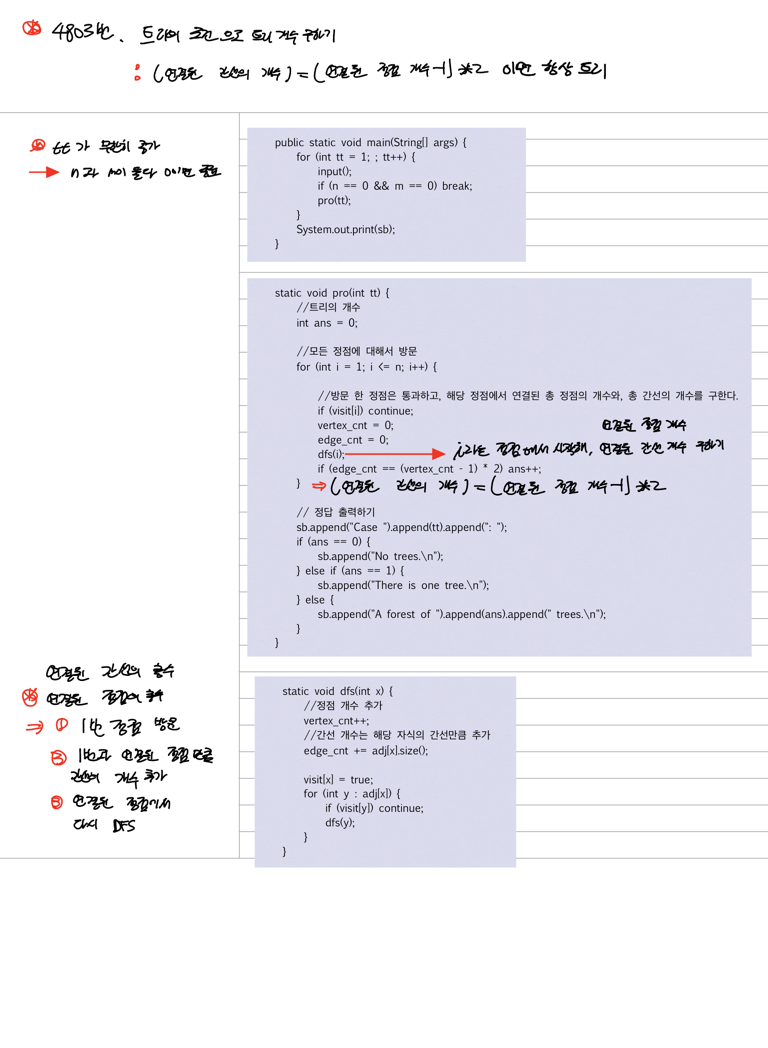 4803번. 트리의 조건으로 트리 개수 구하기
: (연결된 간선의 개수) = (연결된 정점 개수-1)*2 이면 항상 트리
tt가 무한히 증가
→ n과 m이 둘다 0이면 종료
public static void main(String[] args) {
for (int tt = 1; ; tt++) {
input();
if (n == 0 && m == 0) break;
pro(tt);
}
System.out.print(sb);
}
static void pro(int tt) {
//트리의 개수
int ans = 0;
//모든 정점에 대해서 방문
for (int i = 1; i <= n; i++) {
//방문 한 정점은 통과하고, 해당 정점에서 연결된 총 정점의 개수와, 총 간선의 개수를 구한다.
if (visit[i]) continue;
vertex_cnt = 0;
연결된 정점 개수
edge_cnt = 0;
dfs(i); → i라는 정점에서 시작해, 연결된 간선 개수 구하기
if (edge_cnt == (vertex_cnt - 1) * 2) ans++;
} ⇒ (연결된 간선의 개수) = (연결된 정점 개수-1)*2
// 정답 출력하기
sb.append("Case ").append(tt).append(": ");
if (ans == 0) {
sb.append("No trees.\n");
} else if (ans == 1) {
sb.append("There is one tree.\n");
} else {
sb.append("A forest of ").append(ans).append(" trees.\n");
}
}
연결된 간선의 횟수
연결된 정점의 횟수
⇒ ① 1번 정점 방문
② 1번과 연결된 정점 만큼
간선의 개수 추가
③ 연결된 정점에서
다시 DFS
static void dfs(int x) {
//정점 개수 추가
vertex_cnt++;
//간선 개수는 해당 자식의 간선만큼 추가
edge_cnt += adj[x].size();
visit[x] = true;
for (int y : adj[x]) {
if (visit[y]) continue;
dfs(y);
}
}